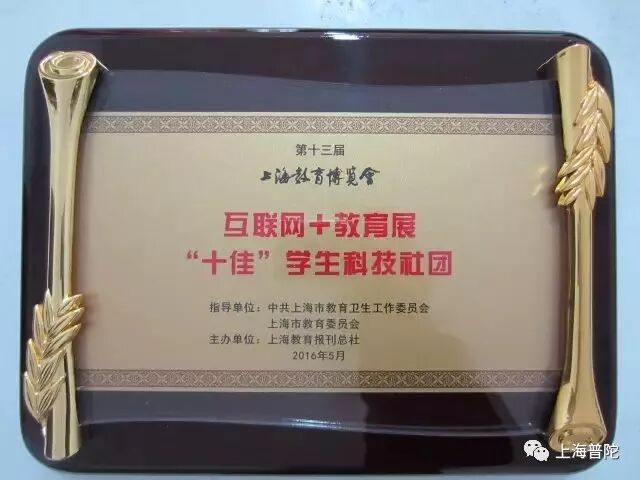 第十三届
上海教育博览會
互联网+教育展
“十佳”学生科技社团
指导单位：中共上海市教育卫生工作委员会
上海市教育委员会
主办单位：上海教育报刊总社
2016年5月
上海普陀